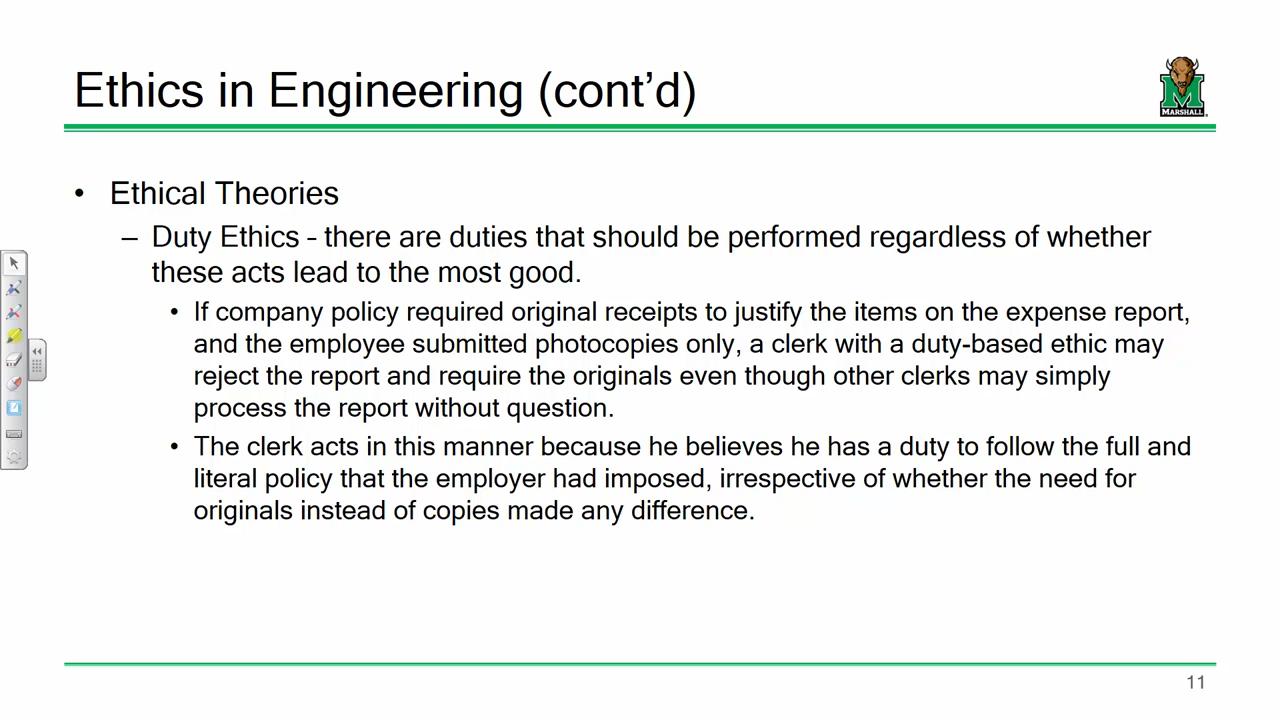 Ethics in Engineering (cont’d)
MARSHALL
• Ethical Theories
– Duty Ethics - there are duties that should be performed regardless of whether
these acts lead to the most good.
• If company policy required original receipts to justify the items on the expense report,
and the employee submitted photocopies only, a clerk with a duty-based ethic may
reject the report and require the originals even though other clerks may simply
process the report without question.
• The clerk acts in this manner because he believes he has a duty to follow the full and
literal policy that the employer had imposed, irrespective of whether the need for
originals instead of copies made any difference.
11